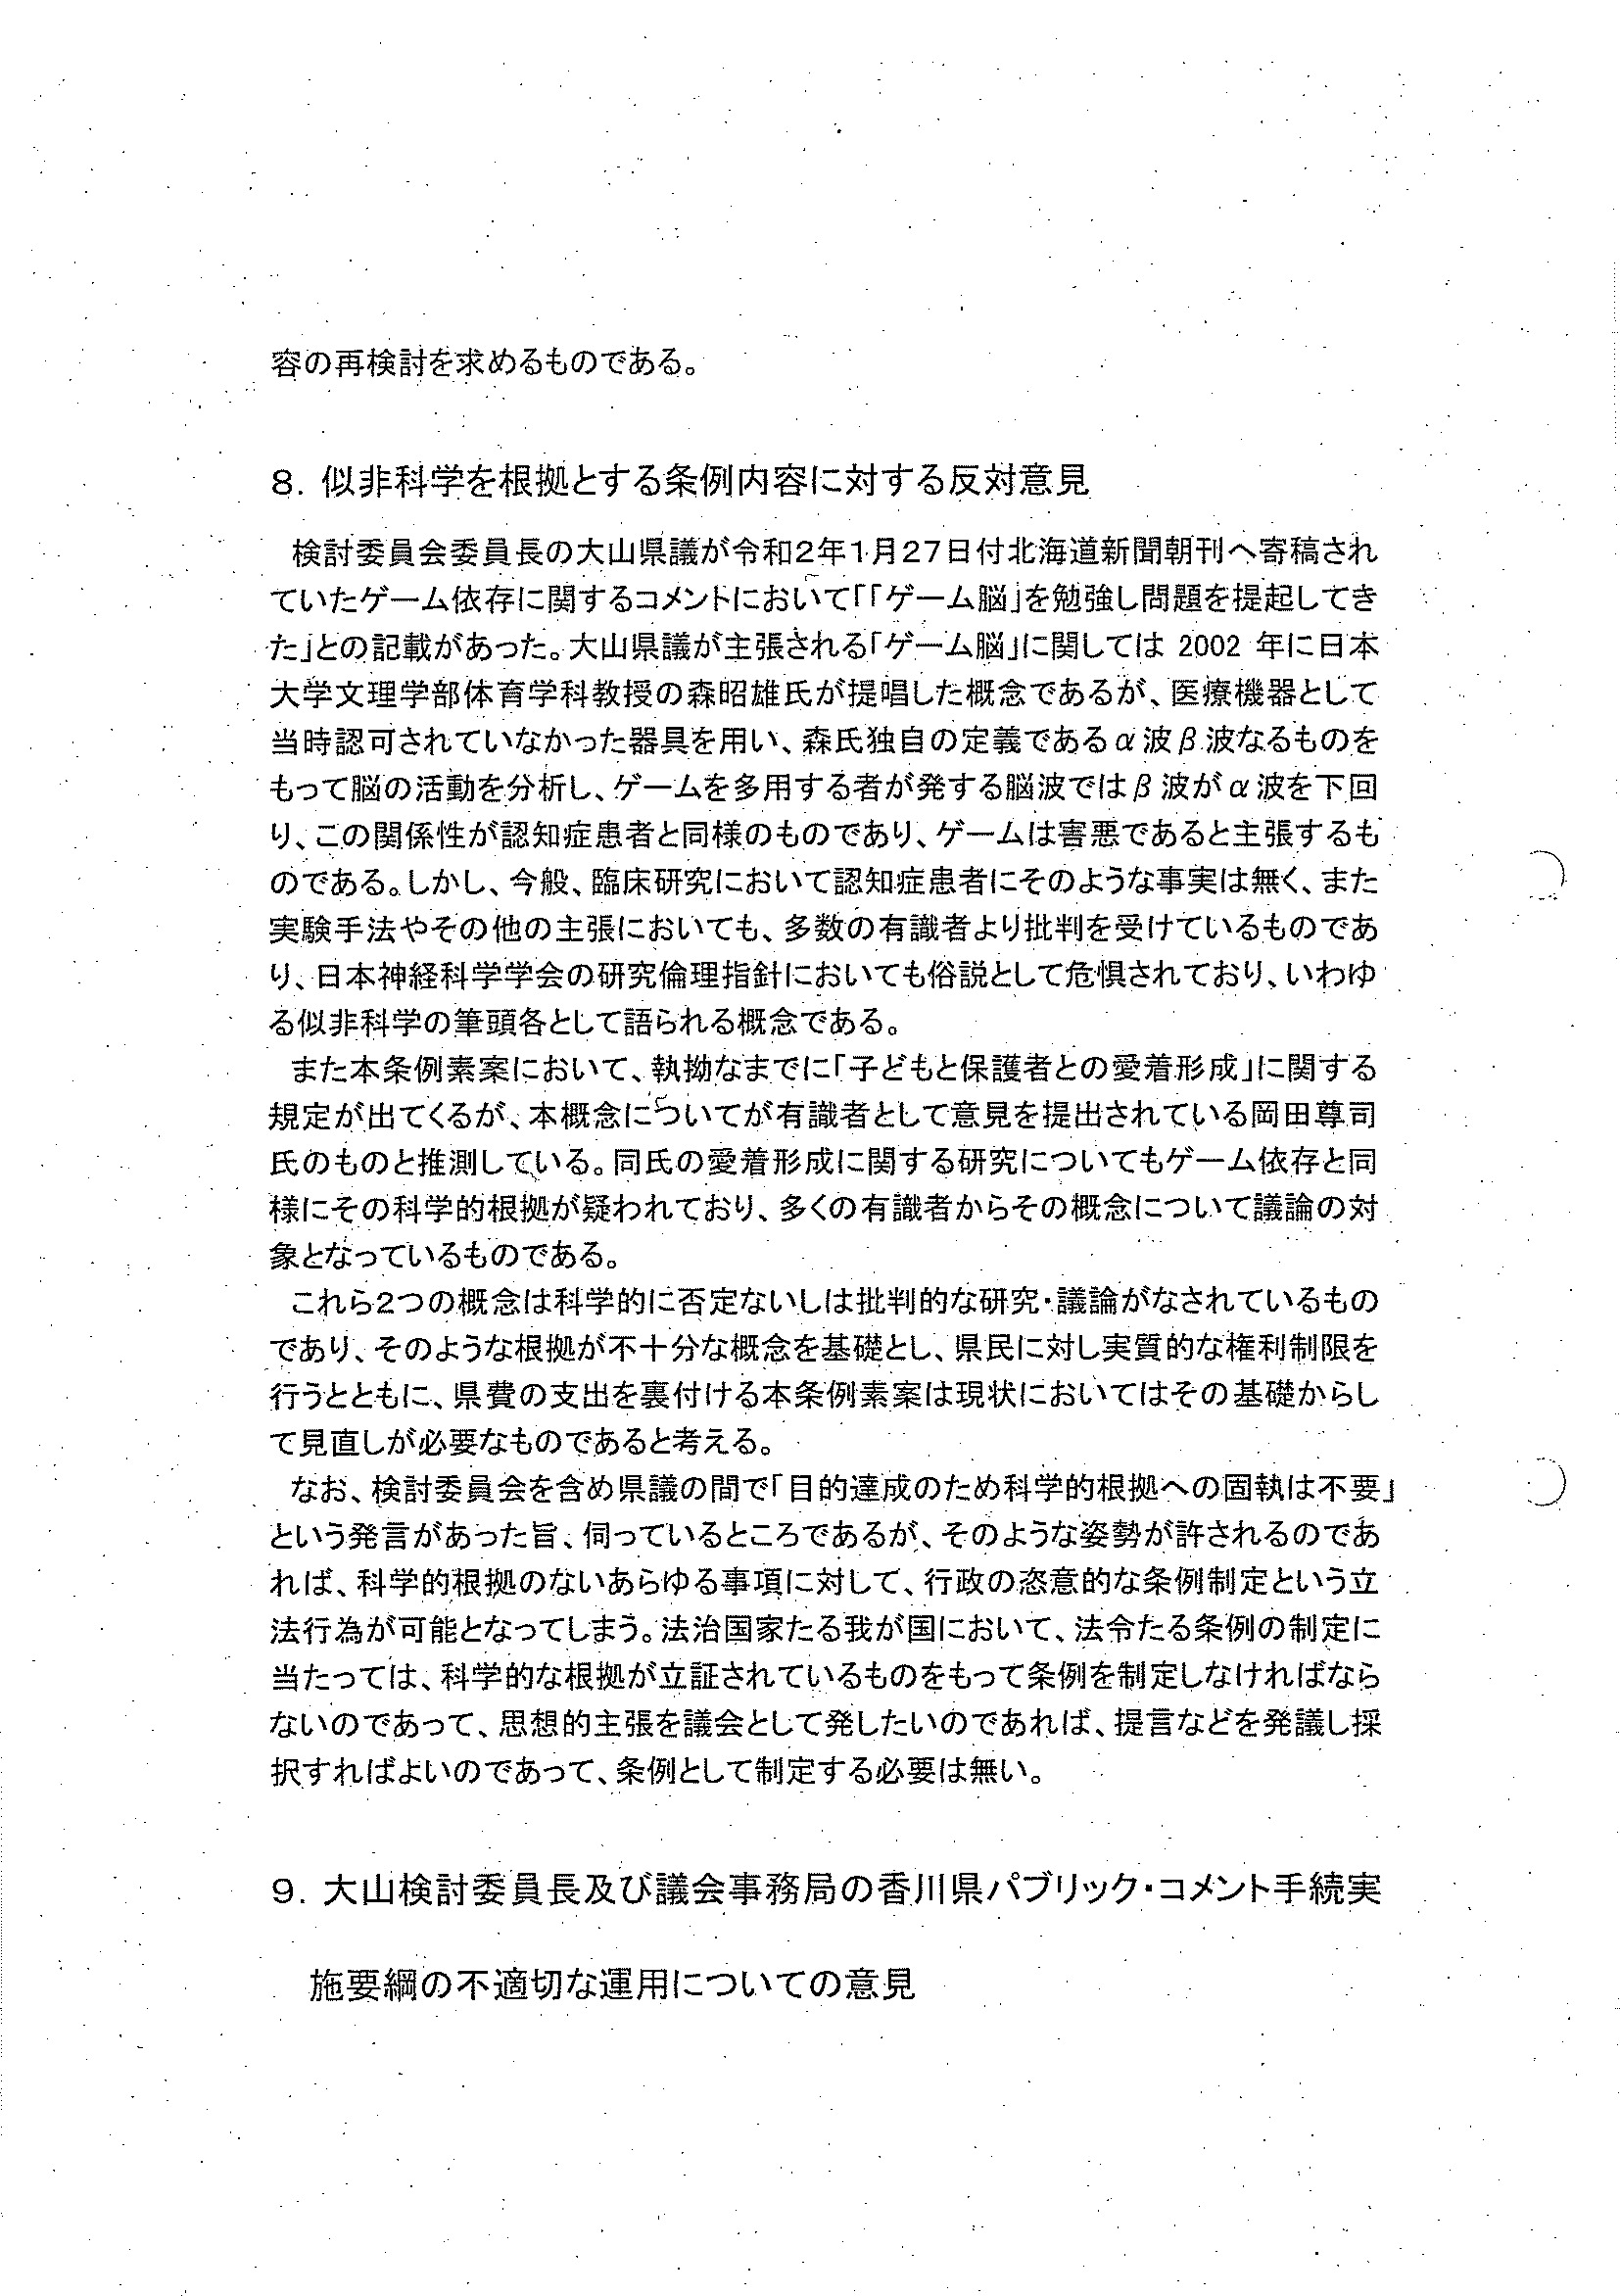 容の再検討を求めるものである。
8. 似非科学を根拠とする条例内容に対する反対意見
検討委員会委員長の大山県議が令和2年1月27日付北海道新聞朝刊へ寄稿され
ていたゲーム依存に関するコメントにおいて「「ゲーム脳」を勉強し問題を提起してき
た」との記載があった。大山県議が主張される「ゲーム脳」に関しては 2002 年に日本
大学文理学部体育学科教授の森昭雄氏が提唱した概念であるが、医療機器として
当時認可されていなかった器具を用い、森氏独自の定義であるα波β波なるものを
もって脳の活動を分析し、ゲームを多用する者が発する脳波ではβ波がα波を下回
り、この関係性が認知症患者と同様のものであり、ゲームは害悪であると主張するも
のである。しかし、今般、臨床研究において認知症患者にそのような事実は無く、また
実験手法やその他の主張においても、多数の有識者より批判を受けているものであ
り、日本神経科学学会の研究倫理指針においても俗説として危惧されており、いわゆ
る似非科学の筆頭各として語られる概念である。
また本条例素案において、執拗なまでに「子どもと保護者との愛着形成」に関する
規定が出てくるが、本概念についてが有識者として意見を提出されている岡田尊司
氏のものと推測している。同氏の愛着形成に関する研究についてもゲーム依存と同
様にその科学的根拠が疑われており、多くの有識者からその概念について議論の対
象となっているものである。
これら2つの概念は科学的に否定ないしは批判的な研究・議論がなされているもの
であり、そのような根拠が不十分な概念を基礎とし、県民に対し実質的な権利制限を
行うとともに、県費の支出を裏付ける本条例素案は現状においてはその基礎からし
て見直しが必要なものであると考える。
なお、検討委員会を含め県議の間で「目的達成のため科学的根拠への固執は不要」
という発言があった旨、伺っているところであるが、そのような姿勢が許されるのであ
れば、科学的根拠のないあらゆる事項に対して、行政の恣意的な条例制定という立
法行為が可能となってしまう。法治国家たる我が国において、法令たる条例の制定に
当たっては、科学的な根拠が立証されているものをもって条例を制定しなければなら
ないのであって、思想的主張を議会として発したいのであれば、提言などを発議し採
択すればよいのであって、条例として制定する必要は無い。
9. 大山検討委員長及び議会事務局の香川県パブリック・コメント手続実
施要綱の不適切な運用についての意見